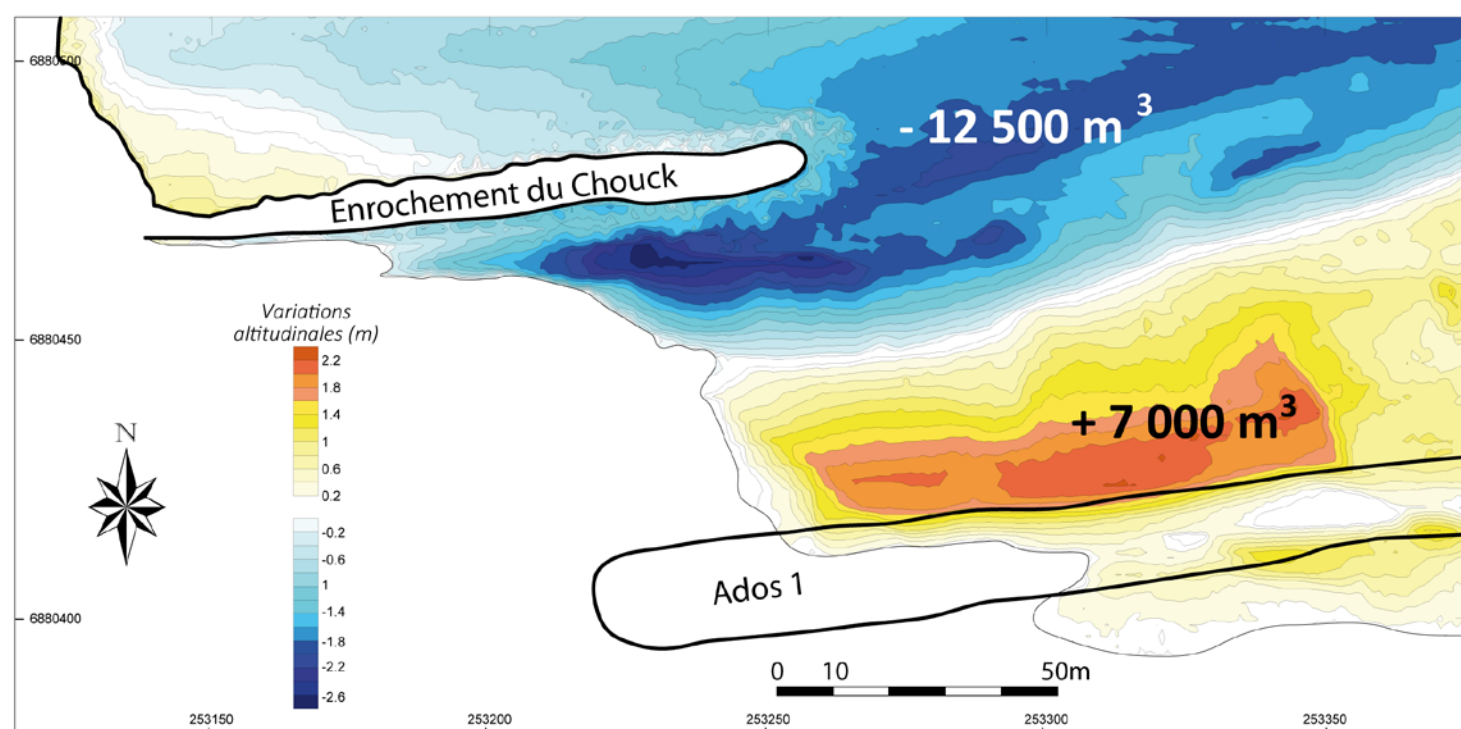 6880500
- 12 500 m 3
Enrochement du Chouck
Variations
altitudinales (m)
6880450
2.2
1.8
1.4
1
0.6
0.2
-0.2
-0.6
1
-1.4
-1.8
-2.2
-2.6
+ 7 000 m3
N
Ados 1
6880400
0 10 50m
253150 253200 253250 253300 253350